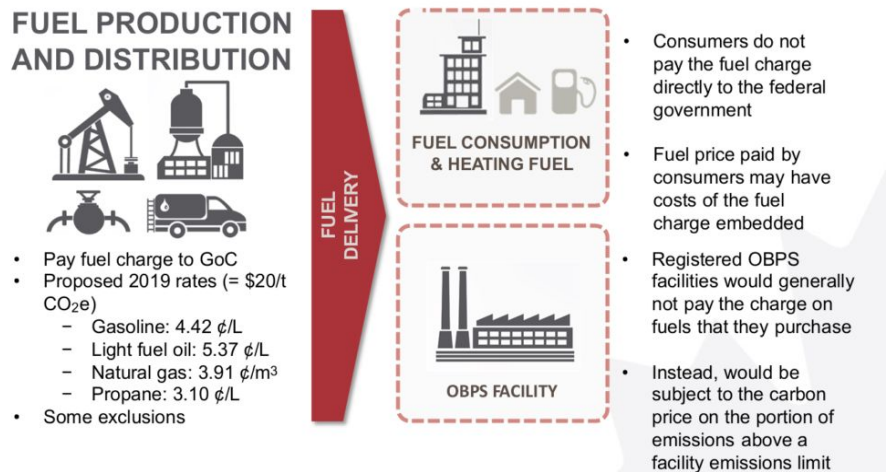 FUEL PRODUCTION
AND DISTRIBUTION
• Pay fuel charge to GoC
• Proposed 2019 rates (= $20/t
CO₂e)
− Gasoline: 4.42 ¢/L
− Light fuel oil: 5.37 ¢/L
− Natural gas: 3.91 ¢/m³
− Propane: 3.10 ¢/L
• Some exclusions
FUEL
DELIVERY
FUEL CONSUMPTION
& HEATING FUEL
OBPS FACILITY
• Consumers do not
pay the fuel charge
directly to the federal
government
• Fuel price paid by
consumers may have
costs of the fuel
charge embedded
• Registered OBPS
facilities would generally
not pay the charge on
fuels that they purchase
• Instead, would be
subject to the carbon
price on the portion of
emissions above a
facility emissions limit